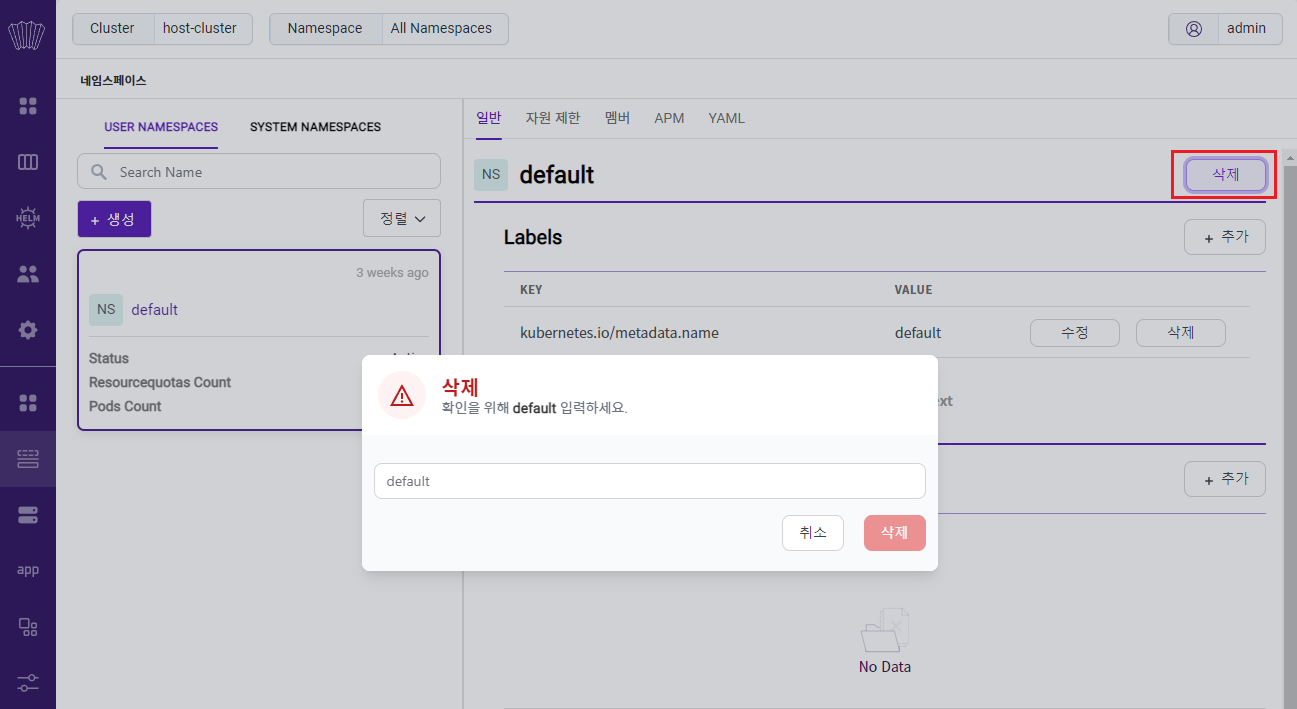 Cluster host-cluster Namespace All Namespaces admin
네임스페이스
USER NAMESPACES SYSTEM NAMESPACES
Search Name
+ 생성 정렬
3 weeks ago
NS default
Status
Resourcequotas Count
Pods Count
HELM
app
일반 자원 제한 멤버 APM YAML
NS default 삭제
Labels + 추가
KEY VALUE
kubernetes.io/metadata.name default 수정 삭제
+ 추가
No Data
삭제
확인을 위해 default 입력하세요.
default
취소 삭제